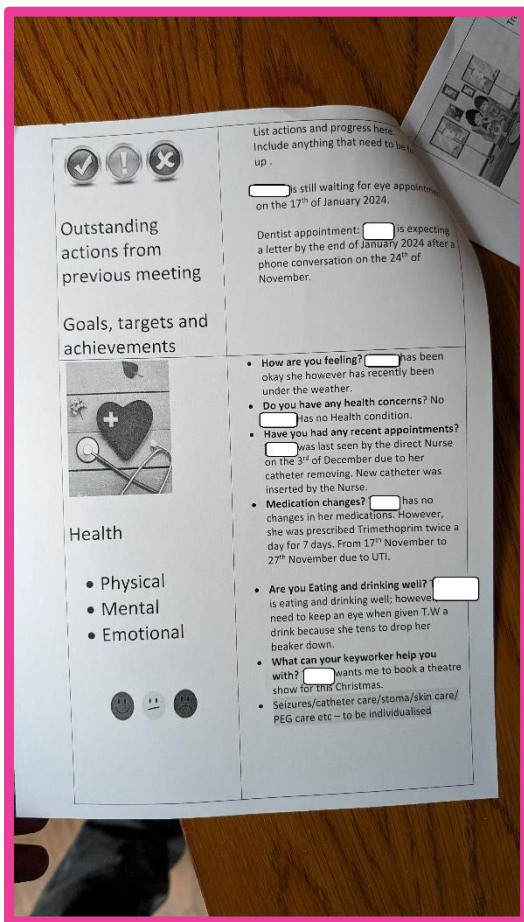 List actions and progress here.
Include anything that need to be
up .
is still waiting for eye
on the 17th of January 2024.
Dentist appointment: is expecting
a letter by the end of January 2024 after a
phone conversation on the 24th of
November.
Outstanding
actions from
previous meeting
Goals, targets and
achievements
• How are you feeling? has been
okay she however has recently been
under the weather.
• Do you have any health concerns? No
Has no Health condition.
• Have you had any recent appointments?
was last seen by the direct Nurse
on the 3rd of December due to her
catheter removing. New catheter was
inserted by the Nurse.
• Medication changes? has no
changes in her medications. However,
she was prescribed Trimethoprim twice a
day for 7 days. From 17th November to
27th November due to UTI.
• Are you Eating and drinking well?
is eating and drinking well;
need to keep an eye when given T.W a
drink because she tens to drop her
beaker down.
• What can your keyworker help you
with? wants me to book a theatre
show for this Christmas.
• Seizures/catheter care/stoma/skin care/
PEG care etc – to be individualised
Health
• Physical
• Mental
• Emotional